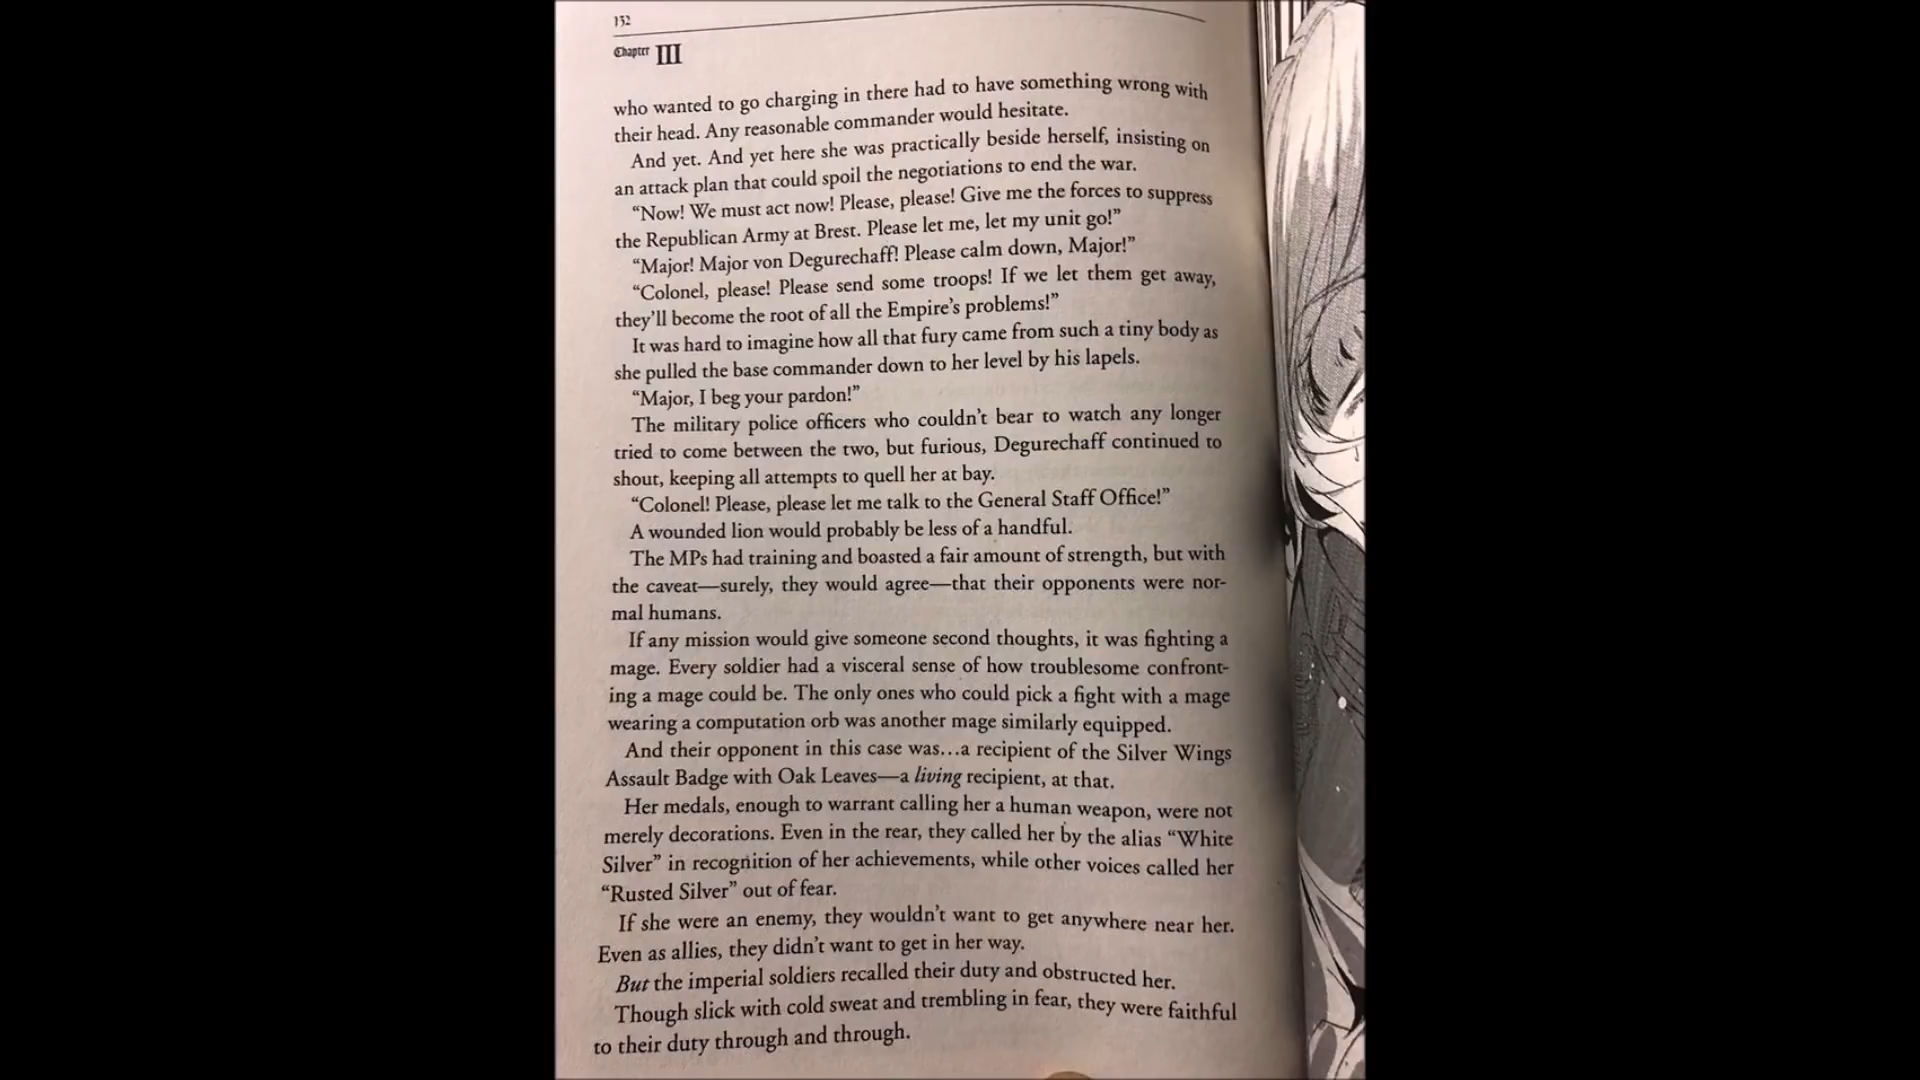 132
Chapter III
who wanted to go charging in there had to have something wrong with
their head. Any reasonable commander would hesitate.
And yet. And yet here she was practically beside herself, insisting on
an attack plan that could spoil the negotiations to end the war.
“Now! We must act now! Please, please! Give me the forces to suppress
the Republican Army at Brest. Please let me, let my unit go!”
“Major! Major von Degurechaff! Please calm down, Major!”
“Colonel, please! Please send some troops! If we let them get away,
they’ll become the root of all the Empire’s problems!”
It was hard to imagine how all that fury came from such a tiny body as
she pulled the base commander down to her level by his lapels.
“Major, I beg your pardon!”
The military police officers who couldn’t bear to watch any longer
tried to come between the two, but furious, Degurechaff continued to
shout, keeping all attempts to quell her at bay.
“Colonel! Please, please let me talk to the General Staff Office!”
A wounded lion would probably be less of a handful.
The MPs had training and boasted a fair amount of strength, but with
the caveat—surely, they would agree—that their opponents were nor-
mal humans.
If any mission would give someone second thoughts, it was fighting a
mage. Every soldier had a visceral sense of how troublesome confront-
ing a mage could be. The only ones who could pick a fight with a mage
wearing a computation orb was another mage similarly equipped.
And their opponent in this case was…a recipient of the Silver Wings
Assault Badge with Oak Leaves—a living recipient, at that.
Her medals, enough to warrant calling her a human weapon, were not
merely decorations. Even in the rear, they called her by the alias “White
Silver” in recognition of her achievements, while other voices called her
“Rusted Silver” out of fear.
If she were an enemy, they wouldn’t want to get anywhere near her.
Even as allies, they didn’t want to get in her way.
But the imperial soldiers recalled their duty and obstructed her.
Though slick with cold sweat and trembling in fear, they were faithful
to their duty through and through.